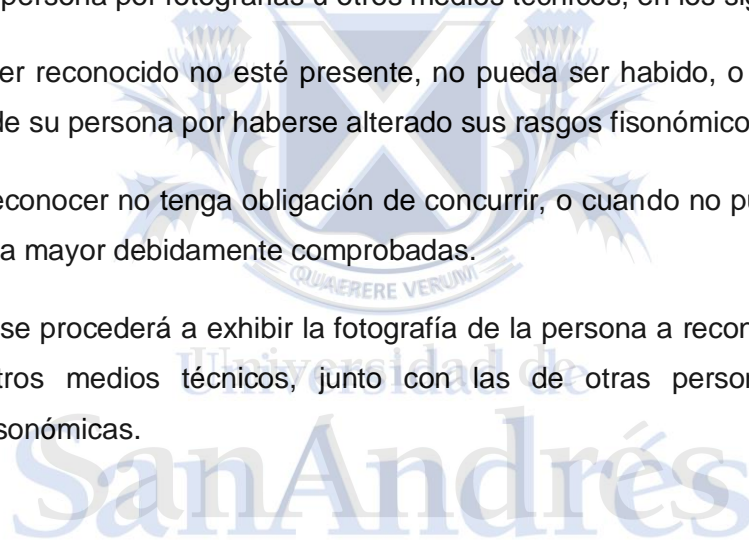 persona por fotografías u otros medios técnicos, en los sig
er reconocido no esté presente, no pueda ser habido, o
de su persona por haberse alterado sus rasgos fisonómico
econocer no tenga obligación de concurrir, o cuando no pu
a mayor debidamente comprobadas.
QUAERERE VERUM
se procederá a exhibir la fotografía de la persona a recon
Universidad de
tros medios técnicos, junto con las de otras person
sonómicas.
SanAndrés